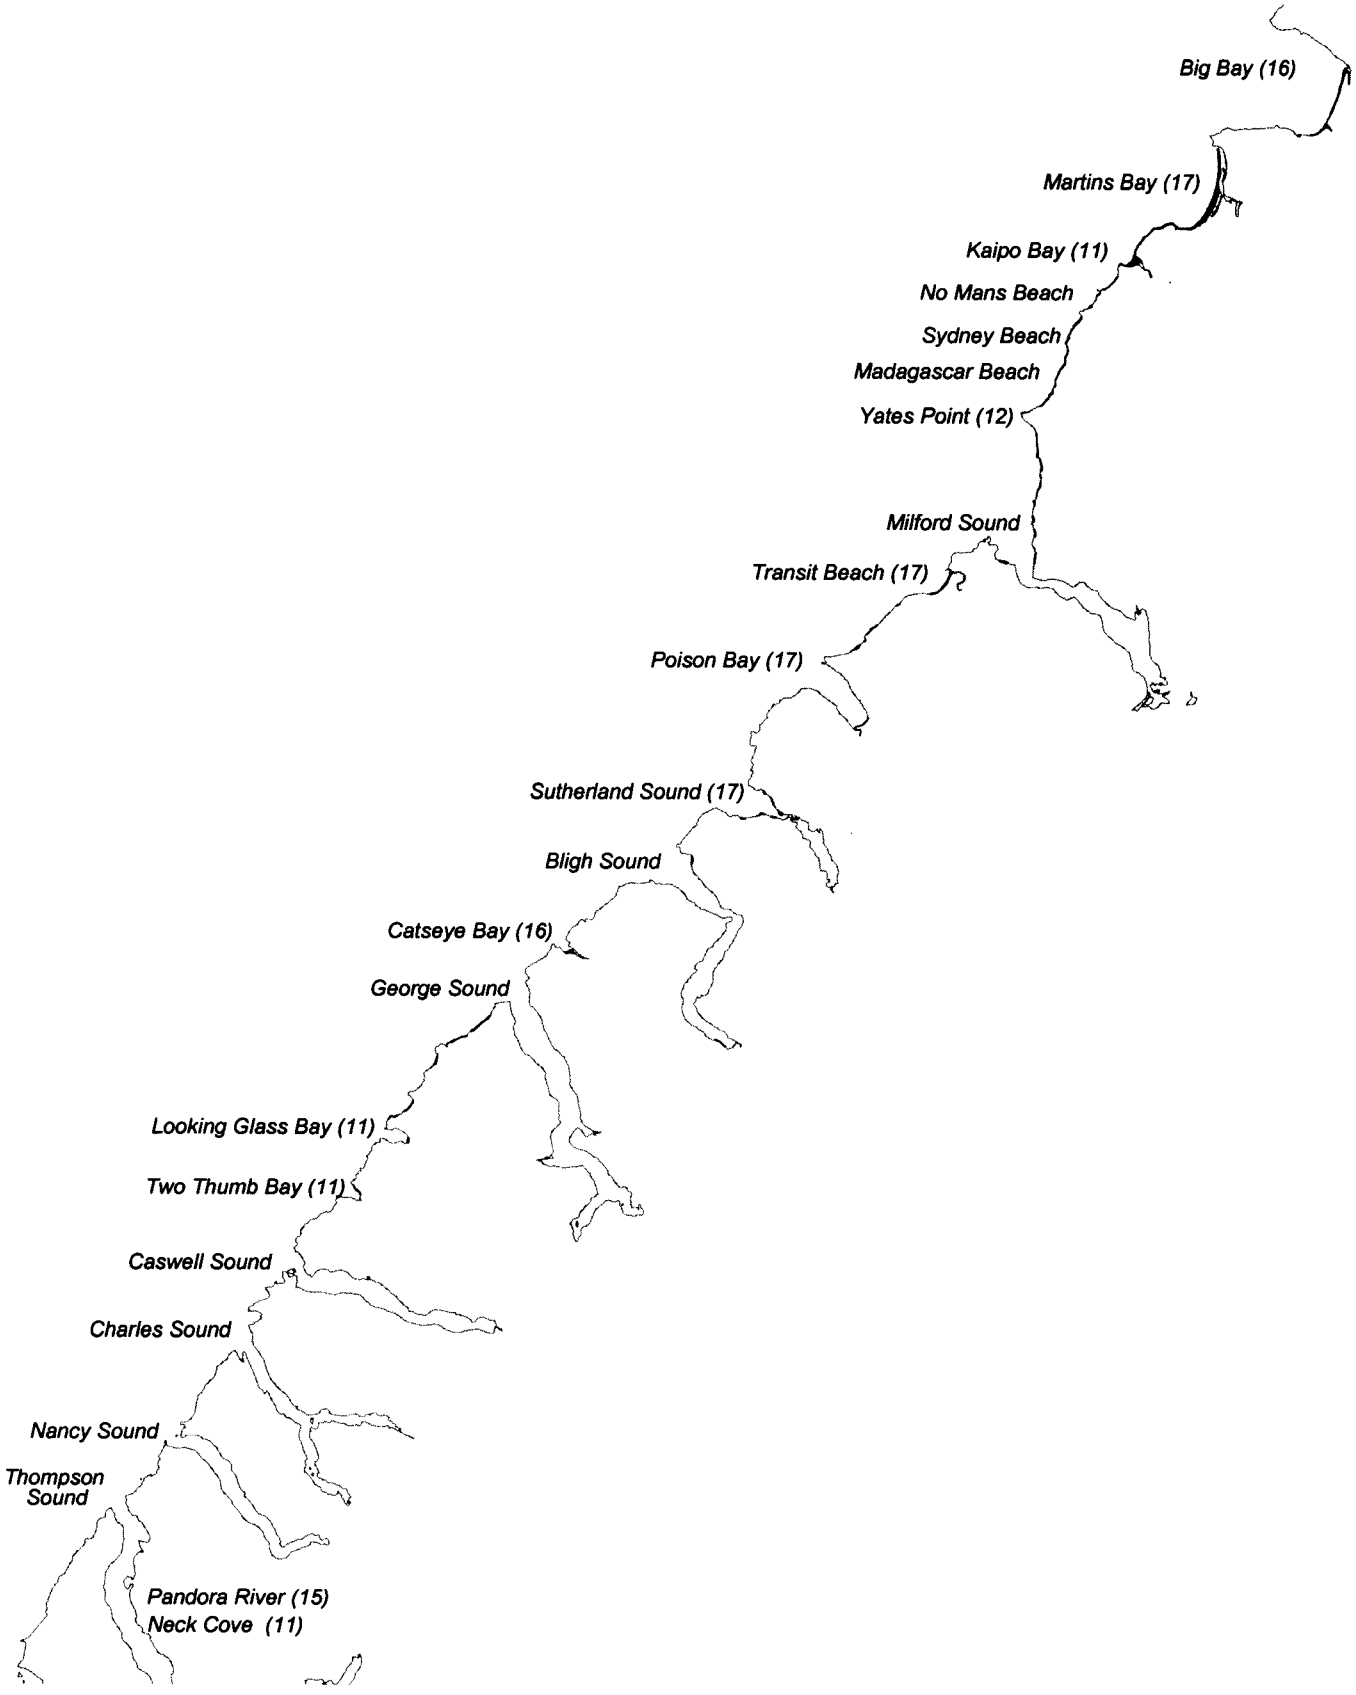 Big Bay (16)
Martins Bay (17)
Kaipo Bay (11)
No Mans Beach
Sydney Beach
Madagascar Beach
Yates Point (12)
Milford Sound
Transit Beach (17)
Poison Bay (17)
Sutherland Sound (17)
Bligh Sound
Catseye Bay (16)
George Sound
Looking Glass Bay (11)
Two Thumb Bay (11)
Caswell Sound
Charles Sound
Nancy Sound
Thompson
Sound
Pandora River (15)
Neck Cove (11)